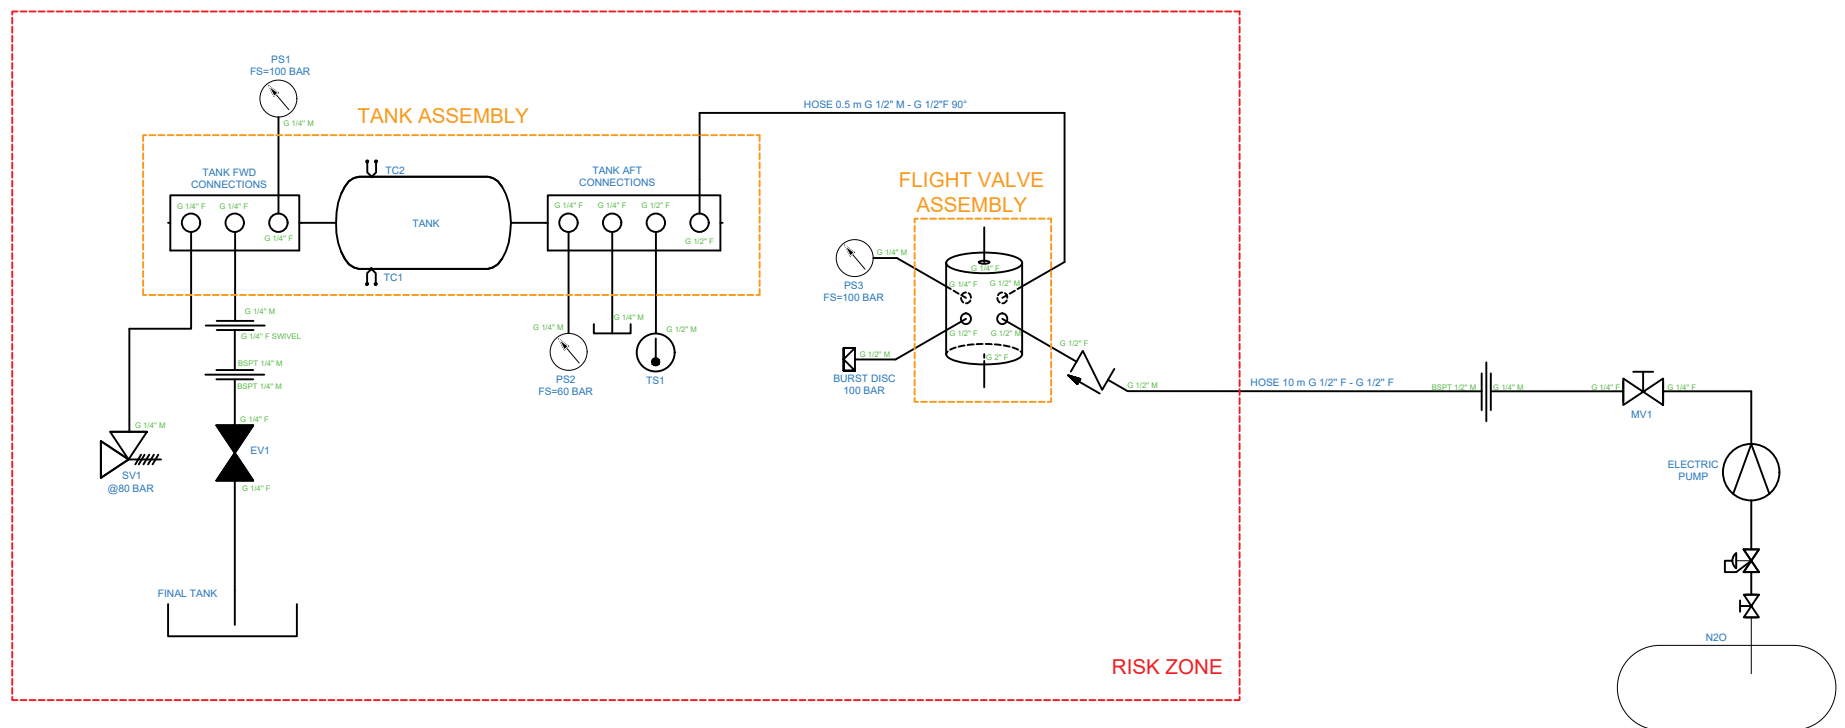 PS1
FS=100 BAR
G 1/4" M
TANK ASSEMBLY
HOSE 0.5 m G 1/2" M - G 1/2"F 90°
TANK FWD
CONNECTIONS
G 1/4" F
G 1/4" F
G 1/4" F
TC2
TANK
TC1
TANK AFT
CONNECTIONS
G 1/4" F
G 1/4" F
G 1/2" F
G 1/2" F
FLIGHT VALVE
ASSEMBLY
G 1/4" M
PS3
FS=100 BAR
G 1/4" F
G 1/4" F
G 1/2" M
G 1/2" F
G 1/2" M
G 2" F
G 1/2" F
G 1/2" M
BURST DISC
100 BAR
G 1/4" M
G 1/4" F SWIVEL
BSPT 1/4" M
BSPT 1/4" M
G 1/4" F
EV1
G 1/4" F
G 1/4" M
SV1
@80 BAR
G 1/4" M
PS2
FS=60 BAR
G 1/4" M
G 1/2" M
TS1
G 1/2" M
HOSE 10 m G 1/2" F - G 1/2" F
BSPT 1/2" M
G 1/4" M
G 1/4" F
G 1/4" F
MV1
ELECTRIC
PUMP
FINAL TANK
N2O
RISK ZONE